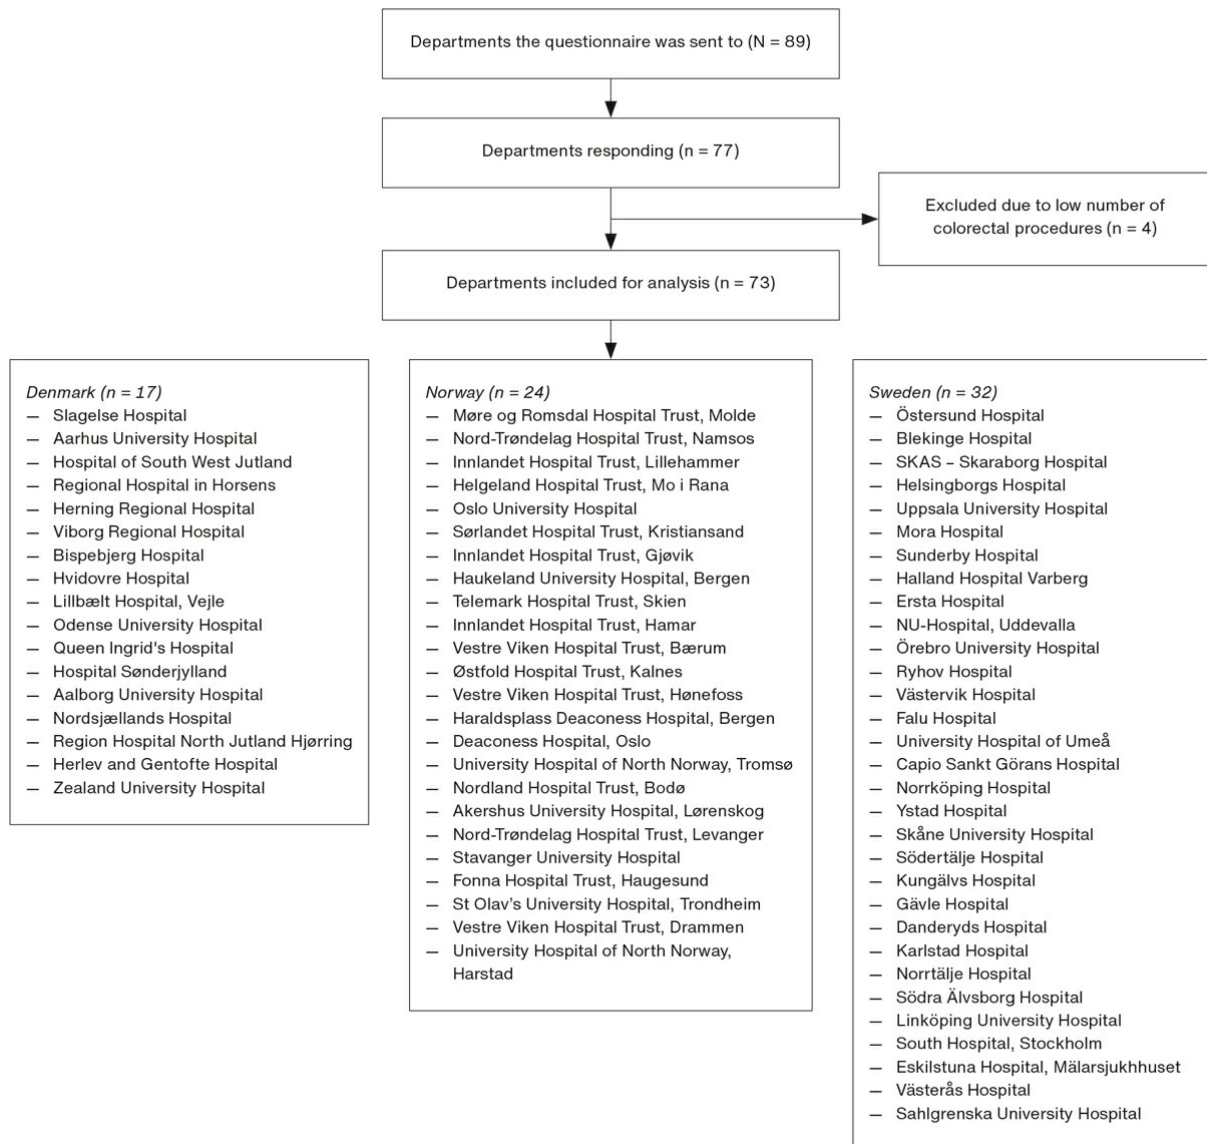 Departments the questionnaire was sent to (N = 89)
Departments responding (n = 77)
Excluded due to low number of
colorectal procedures (n = 4)
Departments included for analysis (n = 73)
Denmark (n = 17)
— Slagelse Hospital
— Aarhus University Hospital
— Hospital of South West Jutland
— Regional Hospital in Horsens
— Herning Regional Hospital
— Viborg Regional Hospital
— Bispebjerg Hospital
— Hvidovre Hospital
— Lillbælt Hospital, Vejle
— Odense University Hospital
— Queen Ingrid's Hospital
— Hospital Sønderjylland
— Aalborg University Hospital
— Nordsjællands Hospital
— Region Hospital North Jutland Hjørring
— Herlev and Gentofte Hospital
— Zealand University Hospital
Norway (n = 24)
— Møre og Romsdal Hospital Trust, Molde
— Nord-Trøndelag Hospital Trust, Namsos
— Innlandet Hospital Trust, Lillehammer
— Helgeland Hospital Trust, Mo i Rana
— Oslo University Hospital
— Sørlandet Hospital Trust, Kristiansand
— Innlandet Hospital Trust, Gjøvik
— Haukeland University Hospital, Bergen
— Telemark Hospital Trust, Skien
— Innlandet Hospital Trust, Hamar
— Vestre Viken Hospital Trust, Bærum
— Østfold Hospital Trust, Kalnes
— Vestre Viken Hospital Trust, Hønefoss
— Haraldsplass Deaconess Hospital, Bergen
— Deaconess Hospital, Oslo
— University Hospital of North Norway, Tromsø
— Nordland Hospital Trust, Bodø
— Akershus University Hospital, Lørenskog
— Nord-Trøndelag Hospital Trust, Levanger
— Stavanger University Hospital
— Fonna Hospital Trust, Haugesund
— St Olav’s University Hospital, Trondheim
— Vestre Viken Hospital Trust, Drammen
— University Hospital of North Norway,
Harstad
Sweden (n = 32)
— Östersund Hospital
— Blekinge Hospital
— SKAS – Skaraborg Hospital
— Helsingborgs Hospital
— Uppsala University Hospital
— Mora Hospital
— Sunderby Hospital
— Halland Hospital Varberg
— Ersta Hospital
— NU-Hospital, Uddevalla
— Örebro University Hospital
— Ryhov Hospital
— Västervik Hospital
— Falu Hospital
— University Hospital of Umeå
— Capio Sankt Görans Hospital
— Norrköping Hospital
— Ystad Hospital
— Skåne University Hospital
— Södertälje Hospital
— Kungälvs Hospital
— Gävle Hospital
— Danderyds Hospital
— Karlstad Hospital
— Norrtälje Hospital
— Södra Älvsborg Hospital
— Linköping University Hospital
— South Hospital, Stockholm
— Eskilstuna Hospital, Mälarsjukhhuset
— Västerås Hospital
— Sahlgrenska University Hospital